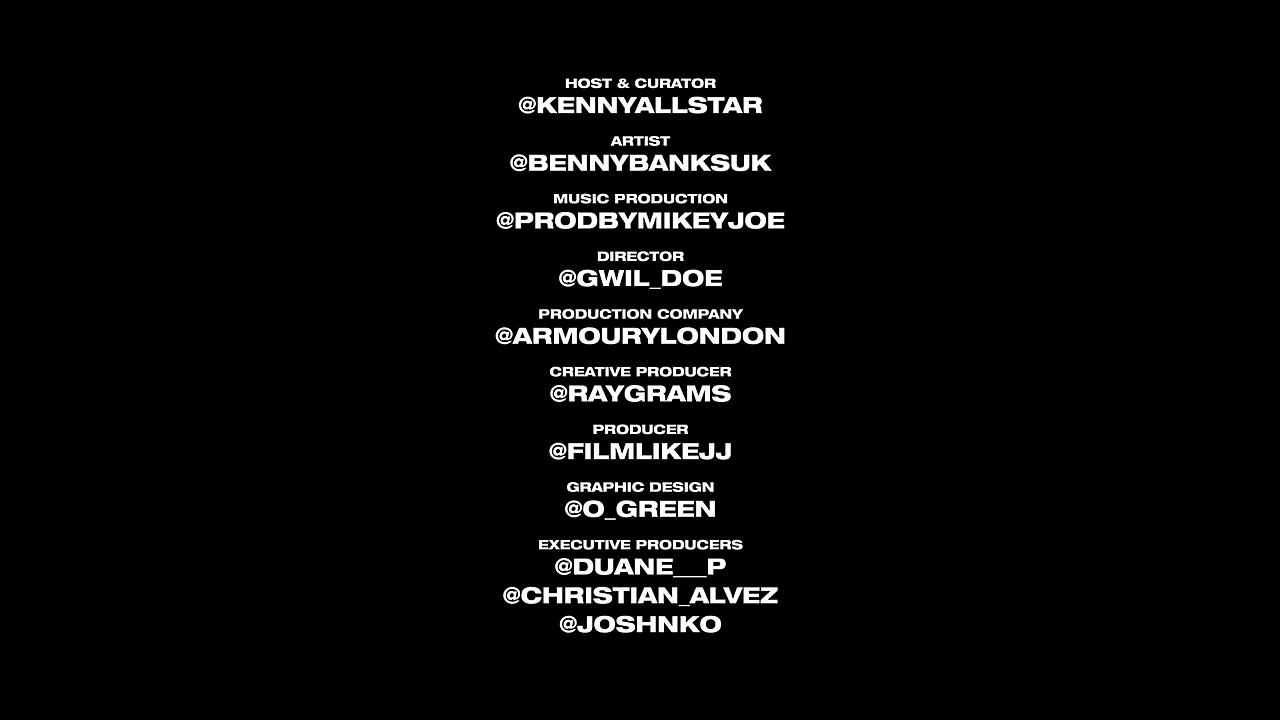 HOST & CURATOR
@KENNYALLSTAR
ARTIST
@BENNYBANKSUK
MUSIC PRODUCTION
@PRODBYMIKEYJOE
DIRECTOR
@GWIL_DOE
PRODUCTION COMPANY
@ARMOURYLONDON
CREATIVE PRODUCER
@RAYGRAMS
PRODUCER
@FILMLIKEJJ
GRAPHIC DESIGN
@O_GREEN
EXECUTIVE PRODUCERS
@DUANE___P
@CHRISTIAN_ALVEZ
@JOSHNKO